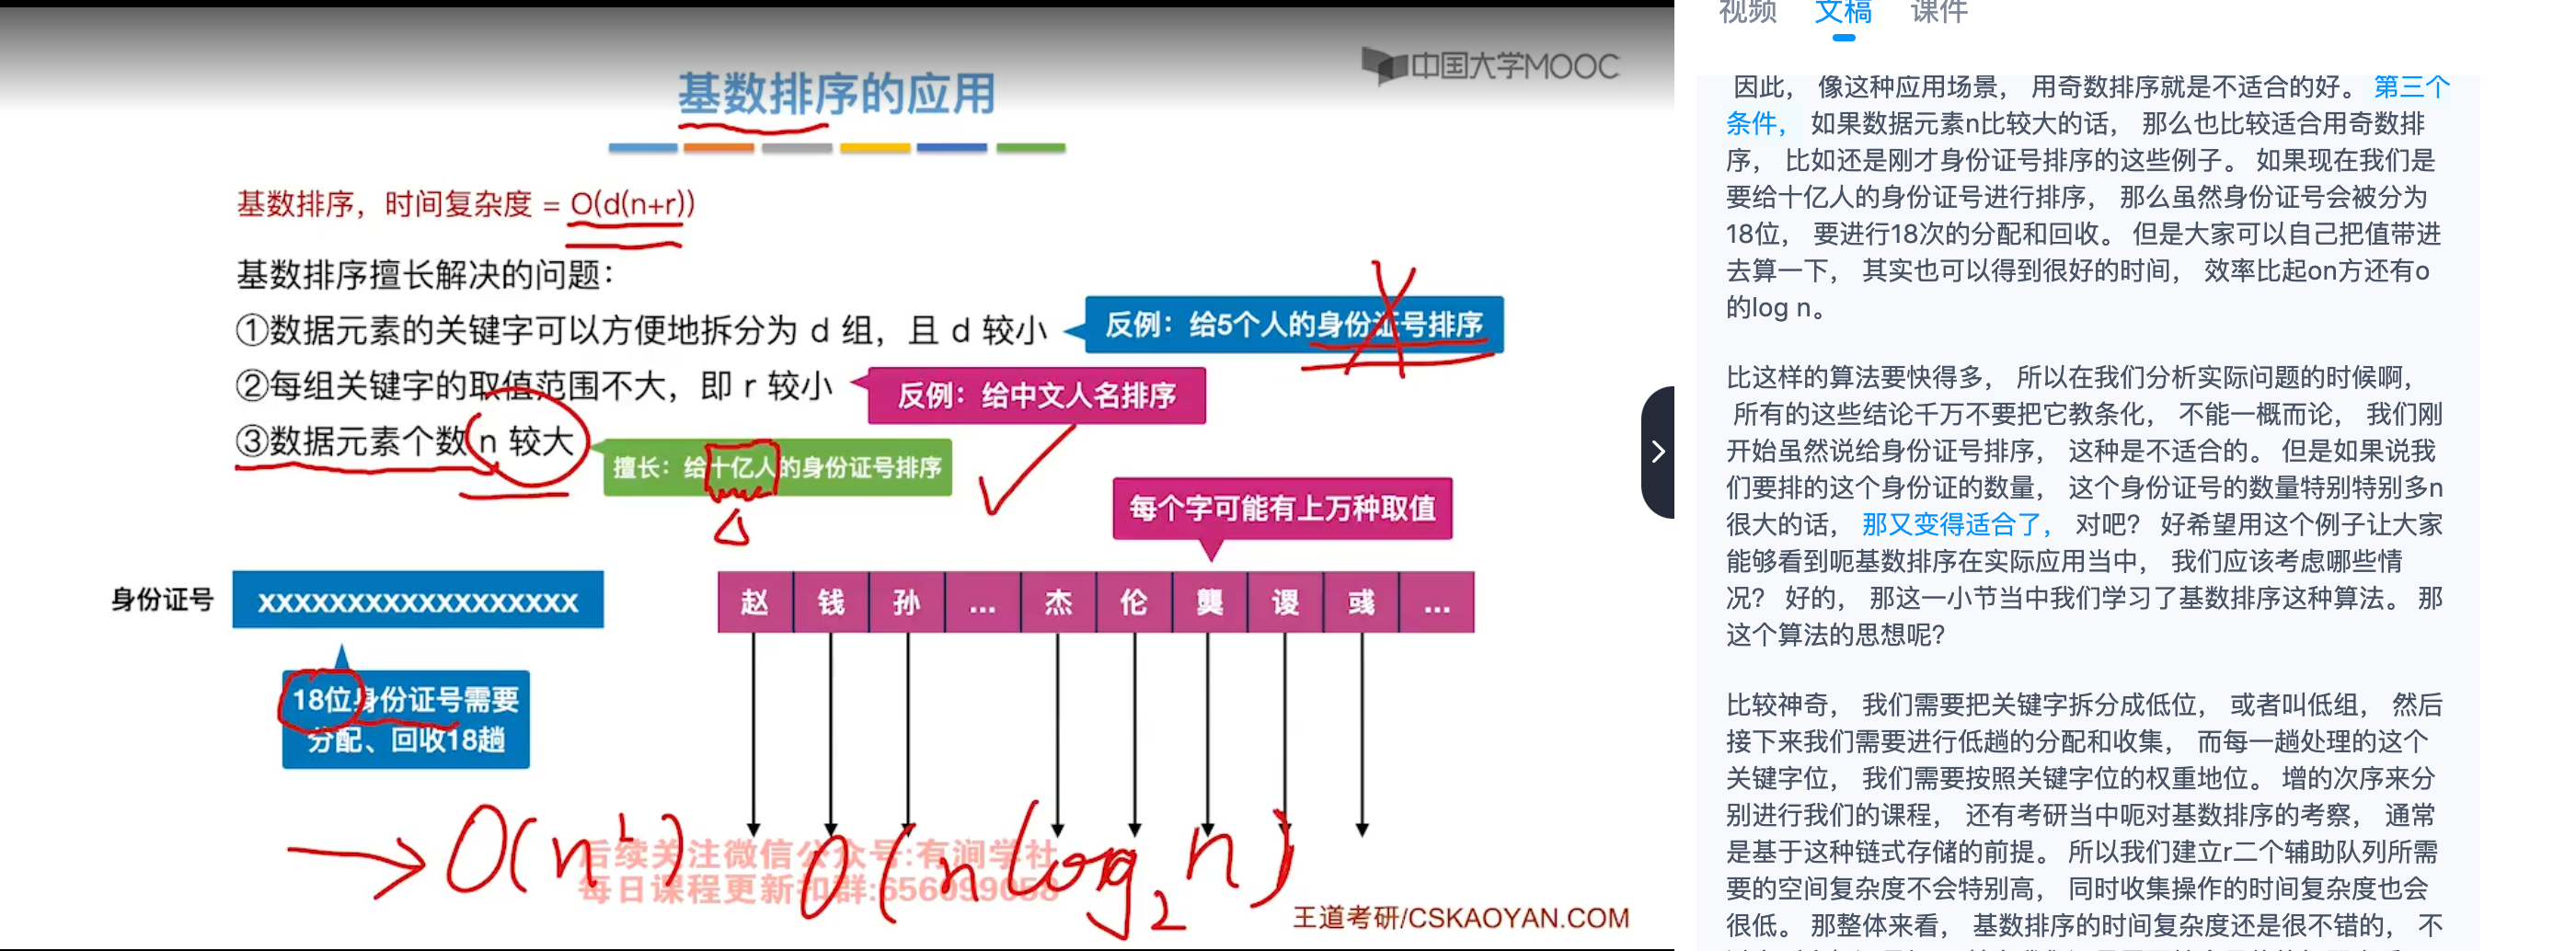 中国大学MOOC
基数排序的应用
基数排序，时间复杂度 = O(d(n+r))
基数排序擅长解决的问题：
①数据元素的关键字可以方便地拆分为 d 组，且 d 较小
反例：给5个人的身份证号排序
②每组关键字的取值范围不大，即 r 较小
反例：给中文人名排序
③数据元素个数 n 较大
擅长：给十亿人的身份证号排序
每个字可能有上万种取值
身份证号
XXXXXXXXXXXXXXXXXX
赵 钱 孙 ... 杰 伦 龑 谡 彧 ...
18位身份证号需要
分配、回收18趟
O(n²) O(nlog₂n)
后续关注微信公众号:有涧学社
每日课程更新扣群:656099058
王道考研/CSKAOYAN.COM
视频 文稿 课件
因此， 像这种应用场景， 用奇数排序就是不适合的好。 第三个
条件， 如果数据元素n比较大的话， 那么也比较适合用奇数排
序， 比如还是刚才身份证号排序的这些例子。 如果现在我们是
要给十亿人的身份证号进行排序， 那么虽然身份证号会被分为
18位， 要进行18次的分配和回收。 但是大家可以自己把值带进
去算一下， 其实也可以得到很好的时间， 效率比起on方还有o
的log n。
比这样的算法要快得多， 所以在我们分析实际问题的时候啊，
所有的这些结论千万不要把它教条化， 不能一概而论， 我们刚
开始虽然说给身份证号排序， 这种是不适合的。 但是如果说我
们要排的这个身份证的数量， 这个身份证号的数量特别特别多n
很大的话， 那又变得适合了， 对吧? 好希望用这个例子让大家
能够看到呃基数排序在实际应用当中， 我们应该考虑哪些情
况? 好的， 那这一小节当中我们学习了基数排序这种算法。 那
这个算法的思想呢?
比较神奇， 我们需要把关键字拆分成低位， 或者叫低组， 然后
接下来我们需要进行低趟的分配和收集， 而每一趟处理的这个
关键字位， 我们需要按照关键字位的权重地位。 增的次序来分
别进行我们的课程， 还有考研当中呃对基数排序的考察， 通常
是基于这种链式存储的前提。 所以我们建立r二个辅助队列所需
要的空间复杂度不会特别高， 同时收集操作的时间复杂度也会
很低。 那整体来看， 基数排序的时间复杂度还是很不错的， 不